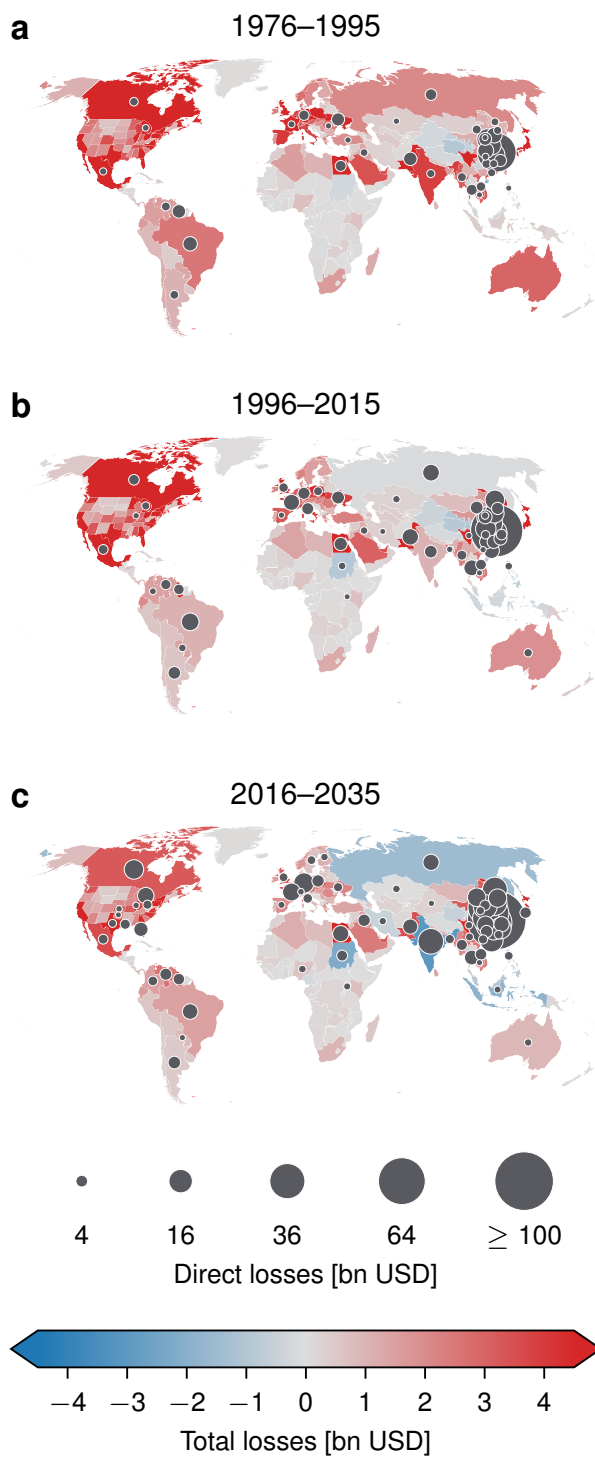 a
1976–1995
b
1996–2015
c
2016–2035
4 16 36 64 ≥ 100
Direct losses [bn USD]
−4 −3 −2 −1 0 1 2 3 4
Total losses [bn USD]